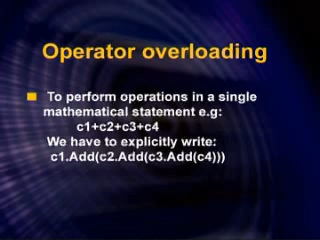 Operator overloading
To perform operations in a single
mathematical statement e.g:
c1+c2+c3+c4
We have to explicitly write:
c1.Add(c2.Add(c3.Add(c4)))